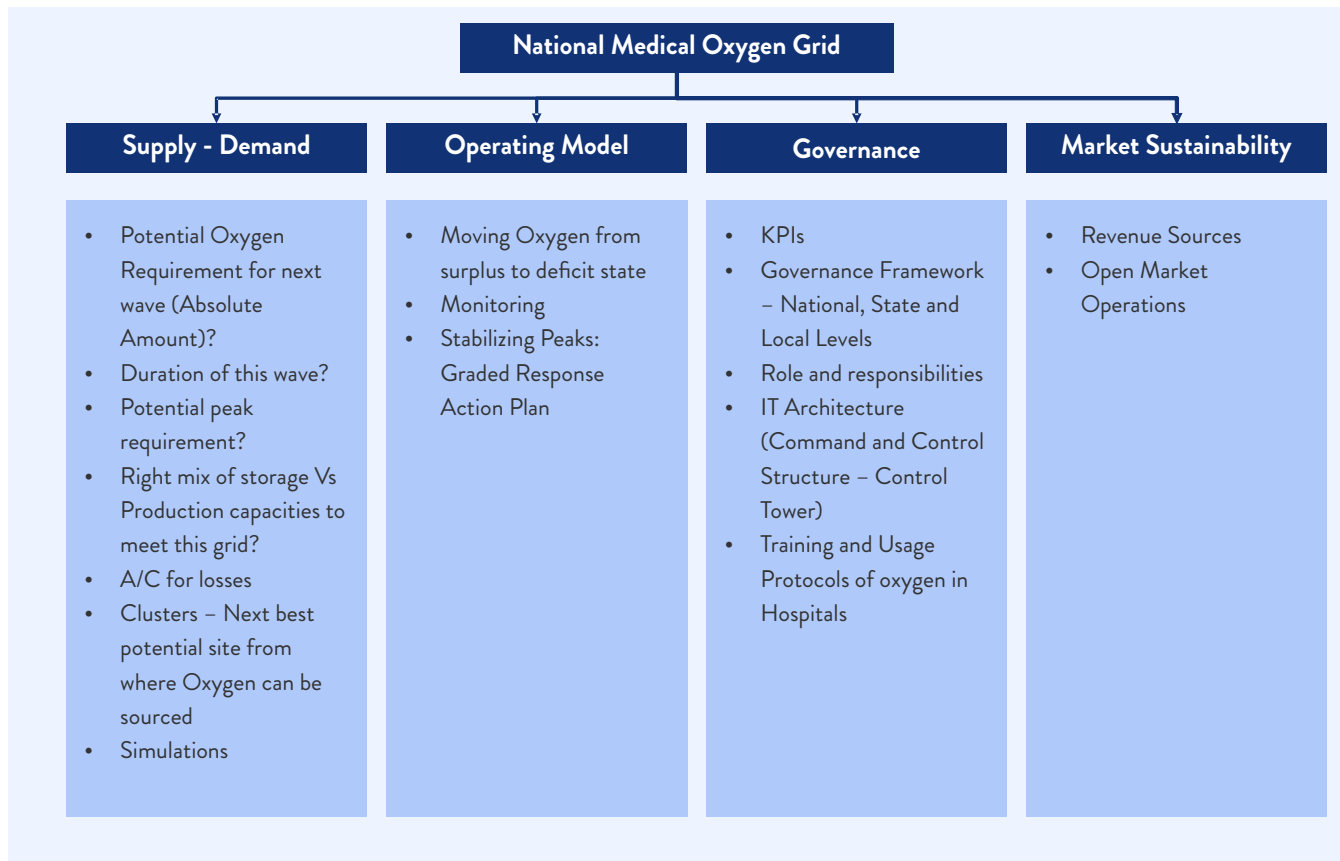 National Medical Oxygen Grid
Supply - Demand
• Potential Oxygen
Requirement for next
wave (Absolute
Amount)?
• Duration of this wave?
• Potential peak
requirement?
• Right mix of storage Vs
Production capacities to
meet this grid?
• A/C for losses
• Clusters – Next best
potential site from
where Oxygen can be
sourced
• Simulations
Operating Model
• Moving Oxygen from
surplus to deficit state
• Monitoring
• Stabilizing Peaks:
Graded Response
Action Plan
Governance
• KPIs
• Governance Framework
– National, State and
Local Levels
• Role and responsibilities
• IT Architecture
(Command and Control
Structure – Control
Tower)
• Training and Usage
Protocols of oxygen in
Hospitals
Market Sustainability
• Revenue Sources
• Open Market
Operations